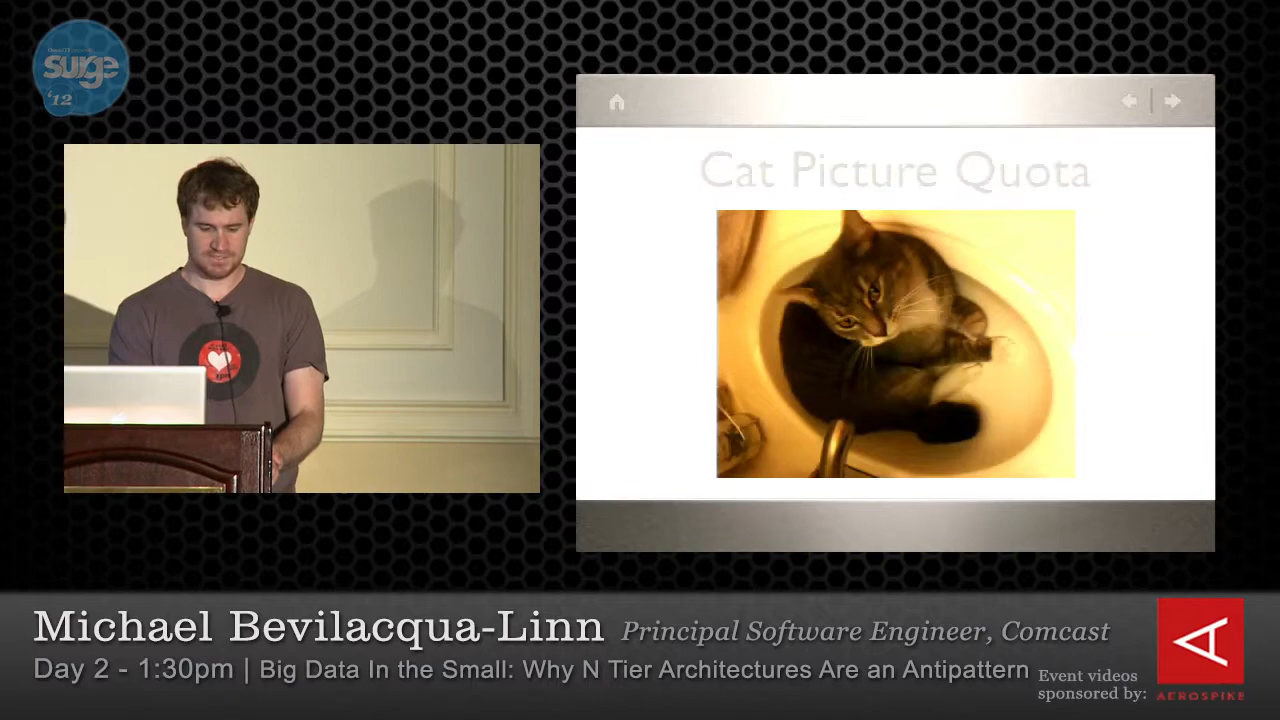 surge
'12
Cat Picture Quota
Michael Bevilacqua-Linn Principal Software Engineer, Comcast
Day 2 - 1:30pm | Big Data In the Small: Why N Tier Architectures Are an Antipattern
Event videos
sponsored by:
AEROSPIKE